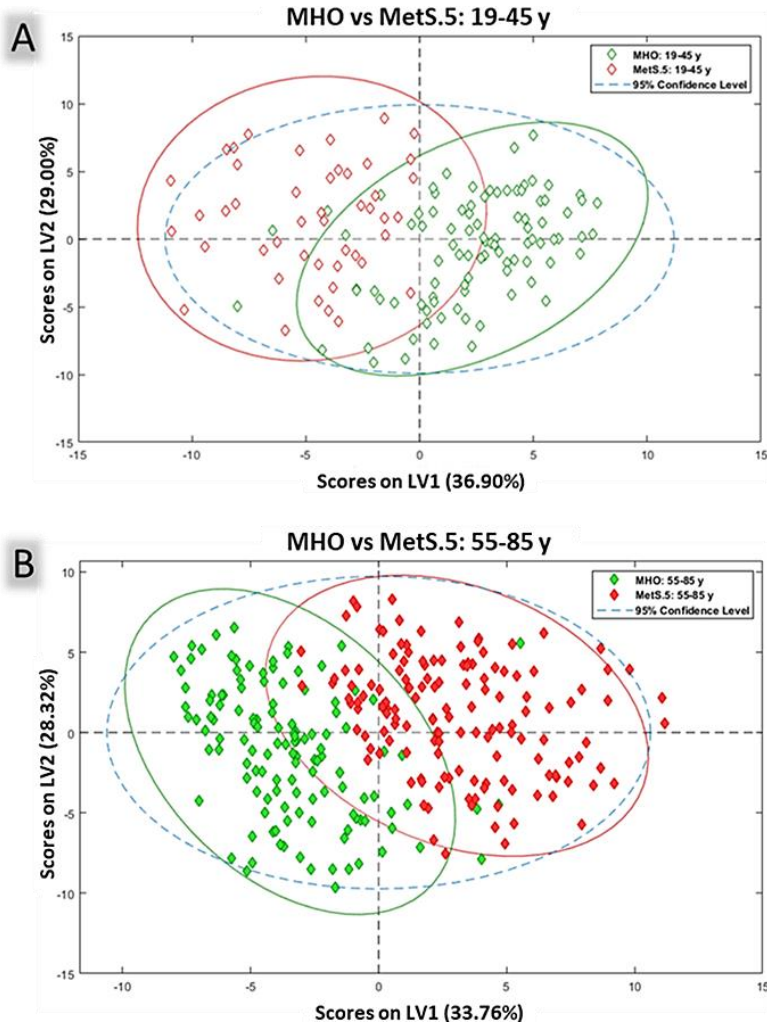 A
MHO vs MetS.5: 19-45 y
MHO: 19-45 y
MetS.5: 19-45 y
95% Confidence Level
15
10
5
0
-5
-10
-15
Scores on LV2 (29.00%)
-15 -10 -5 0 5 10 15
Scores on LV1 (36.90%)
B
MHO vs MetS.5: 55-85 y
MHO: 55-85 y
MetS.5: 55-85 y
95% Confidence Level
10
5
0
-5
-10
-15
Scores on LV2 (28.32%)
-10 -5 0 5 10 15
Scores on LV1 (33.76%)